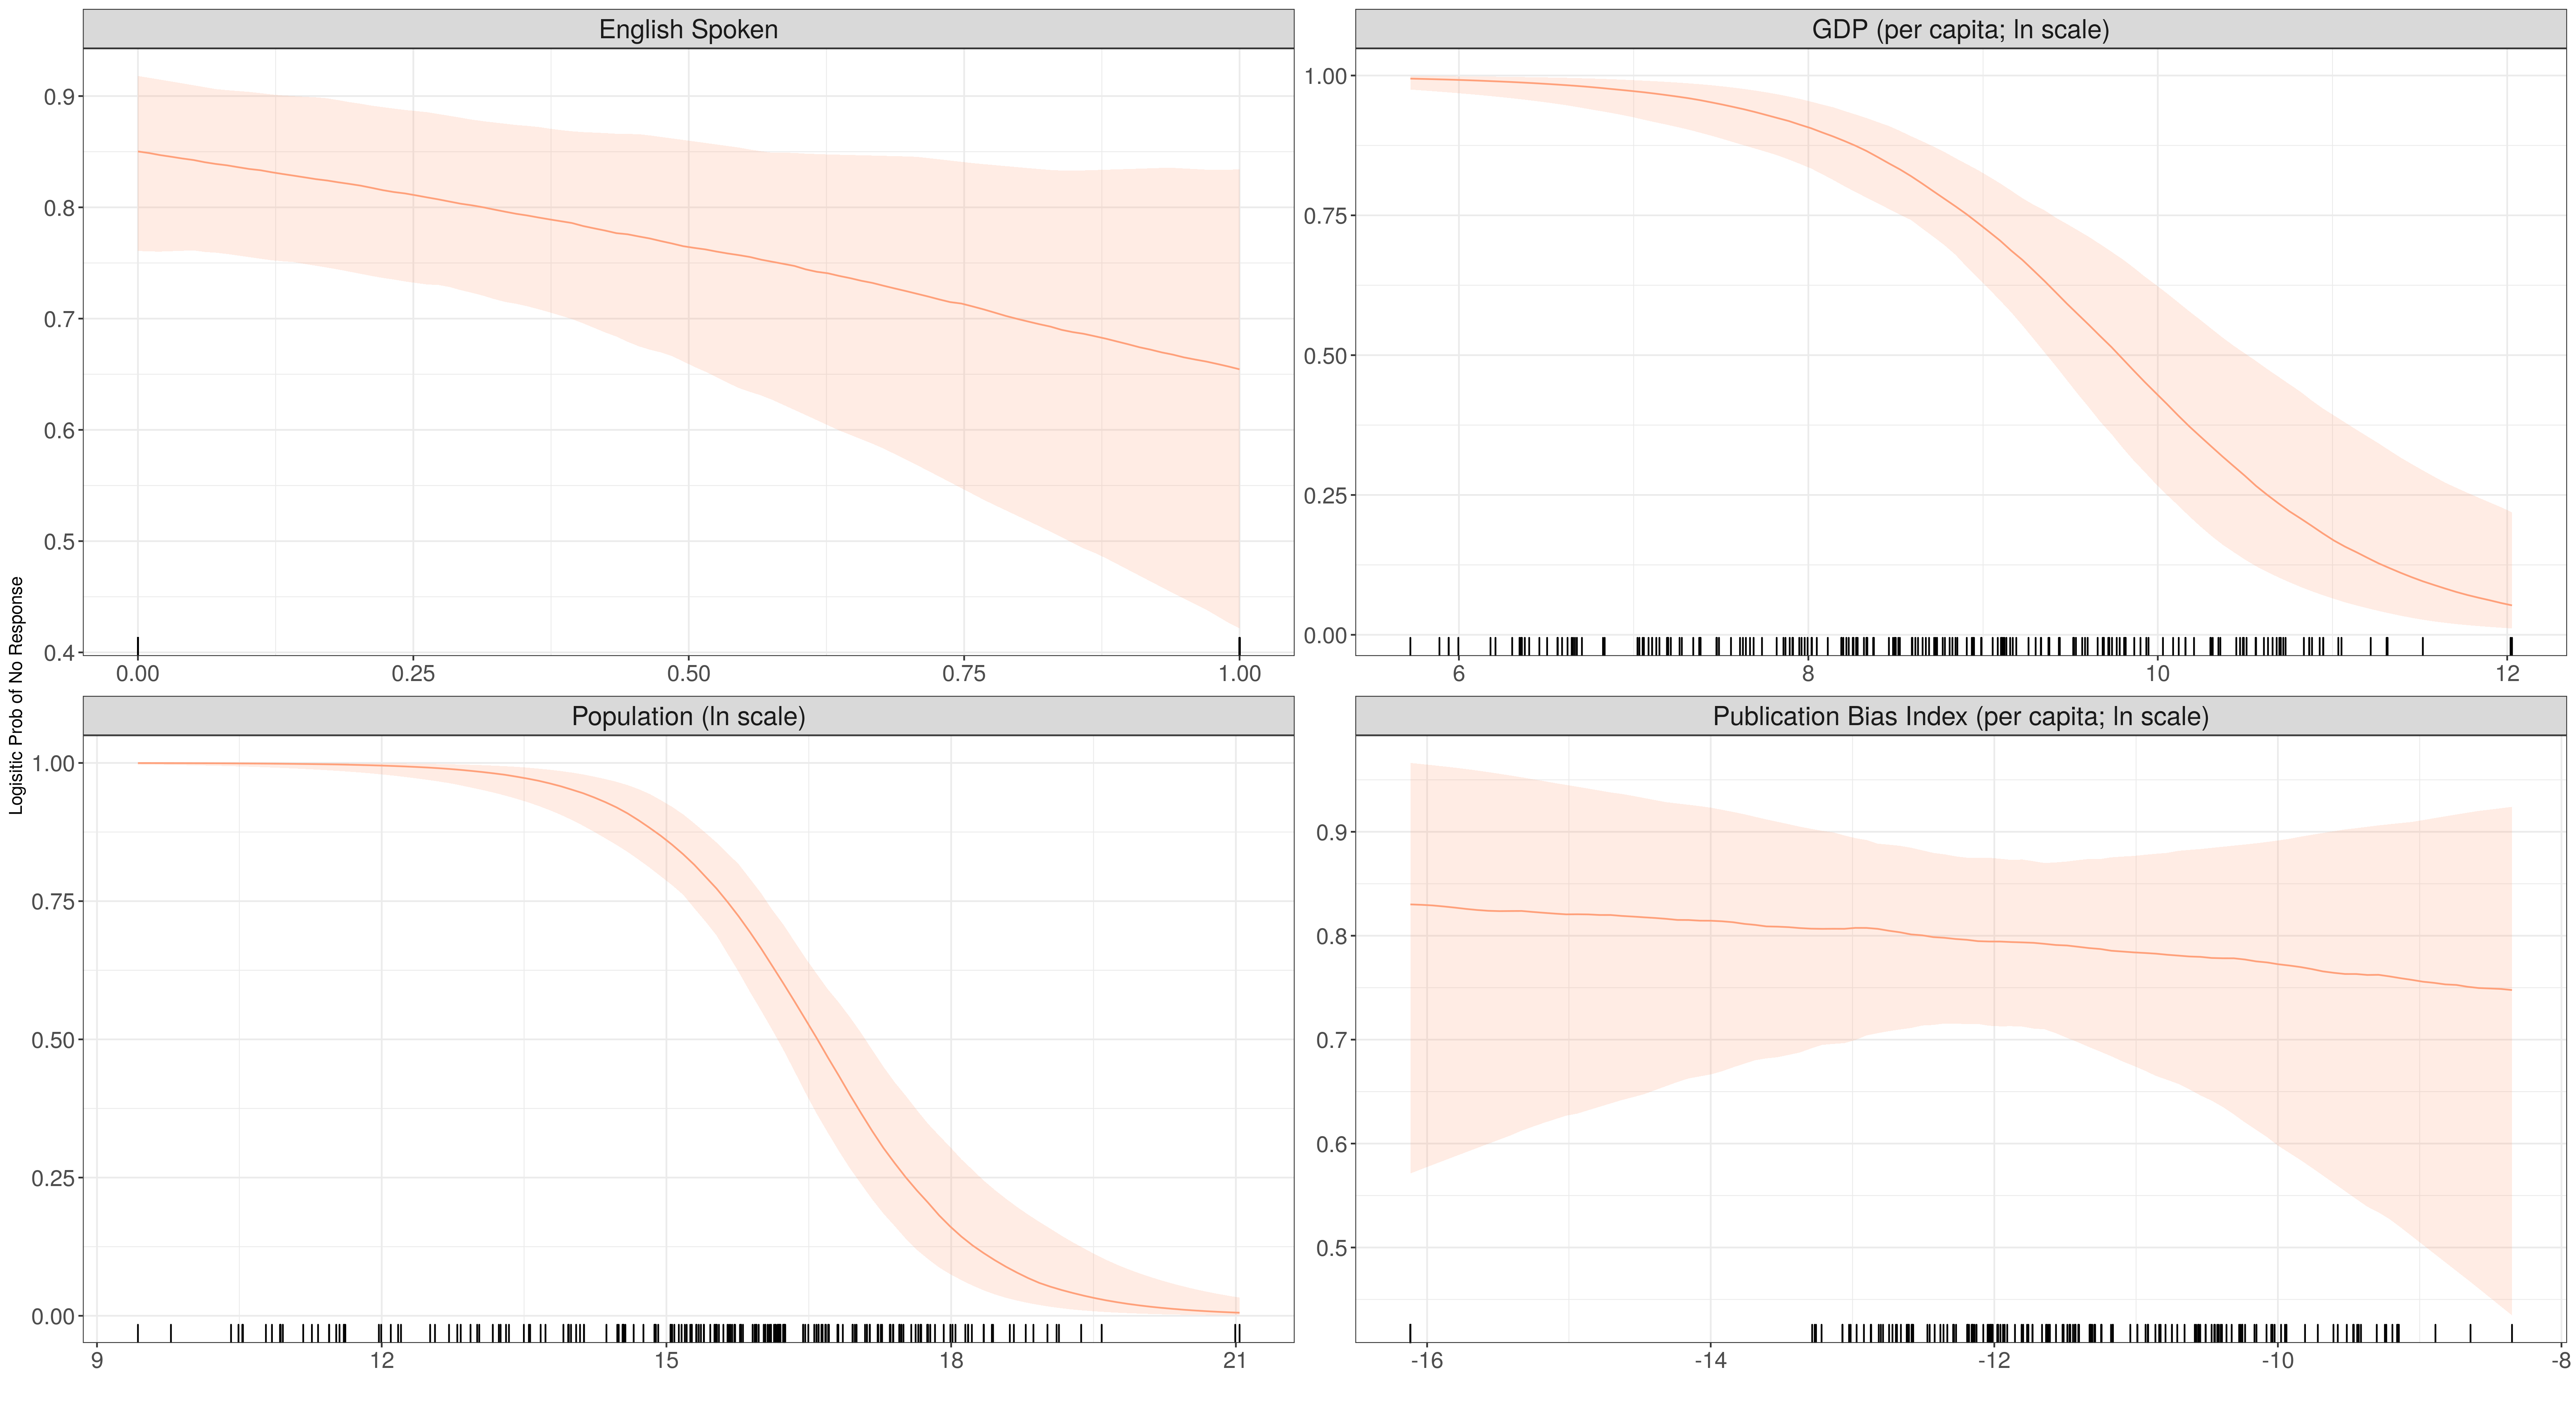 Logisitic Prob of No Response
English Spoken
0.9
0.8
0.7
0.6
0.5
0.4
0.00 0.25 0.50 0.75 1.00
GDP (per capita; ln scale)
1.00
0.75
0.50
0.25
0.00
6 8 10 12
Population (ln scale)
1.00
0.75
0.50
0.25
0.00
9 12 15 18 21
Publication Bias Index (per capita; ln scale)
0.9
0.8
0.7
0.6
0.5
-16 -14 -12 -10 -8